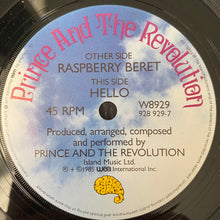 Prince And The Revolution
OTHER SIDE
RASPBERRY BERET
THIS SIDE
HELLO
45 RPM
W8929
928 929-7
Produced, arranged, composed
and performed by
PRINCE AND THE REVOLUTION
Island Music Ltd.
℗ + © 1985 WEA International Inc.